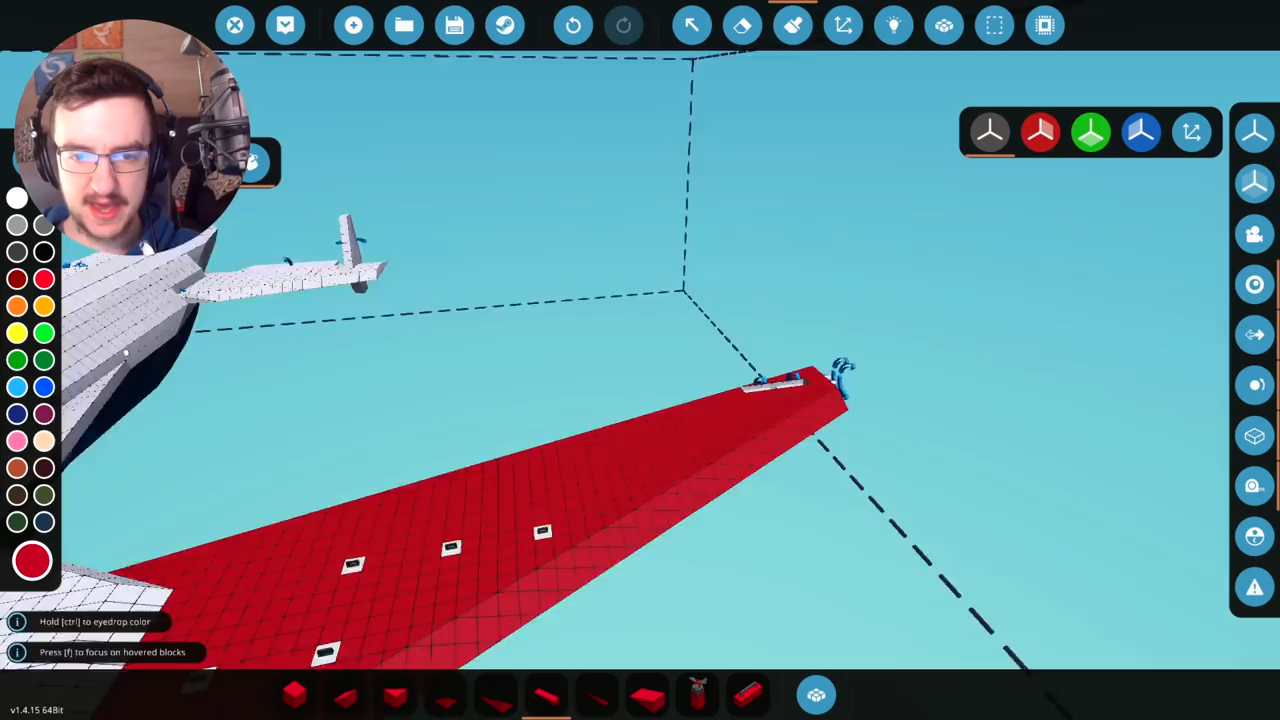 Hold [ctrl] to eyedrop color
Press [f] to focus on hovered blocks
v1.4.15 64Bit